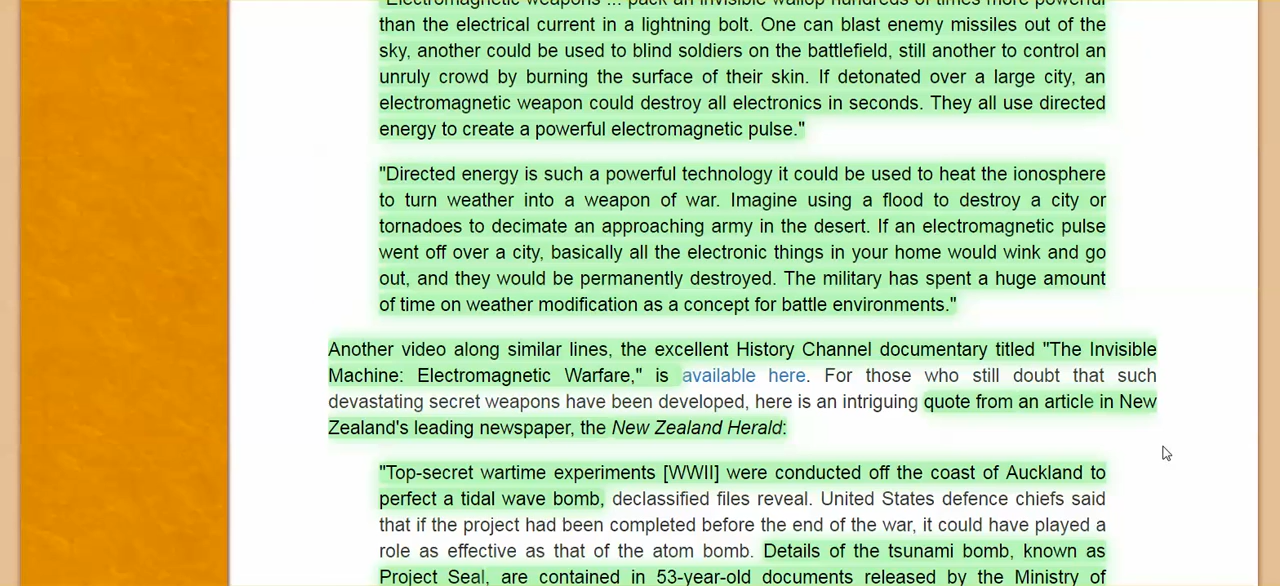 "Electromagnetic weapons ... pack an invisible wallop hundreds of times more powerful
than the electrical current in a lightning bolt. One can blast enemy missiles out of the
sky, another could be used to blind soldiers on the battlefield, still another to control an
unruly crowd by burning the surface of their skin. If detonated over a large city, an
electromagnetic weapon could destroy all electronics in seconds. They all use directed
energy to create a powerful electromagnetic pulse."
"Directed energy is such a powerful technology it could be used to heat the ionosphere
to turn weather into a weapon of war. Imagine using a flood to destroy a city or
tornadoes to decimate an approaching army in the desert. If an electromagnetic pulse
went off over a city, basically all the electronic things in your home would wink and go
out, and they would be permanently destroyed. The military has spent a huge amount
of time on weather modification as a concept for battle environments."
Another video along similar lines, the excellent History Channel documentary titled "The Invisible
Machine: Electromagnetic Warfare," is available here. For those who still doubt that such
devastating secret weapons have been developed, here is an intriguing quote from an article in New
Zealand's leading newspaper, the New Zealand Herald:
"Top-secret wartime experiments [WWII] were conducted off the coast of Auckland to
perfect a tidal wave bomb, declassified files reveal. United States defence chiefs said
that if the project had been completed before the end of the war, it could have played a
role as effective as that of the atom bomb. Details of the tsunami bomb, known as
Project Seal, are contained in 53-year-old documents released by the Ministry of